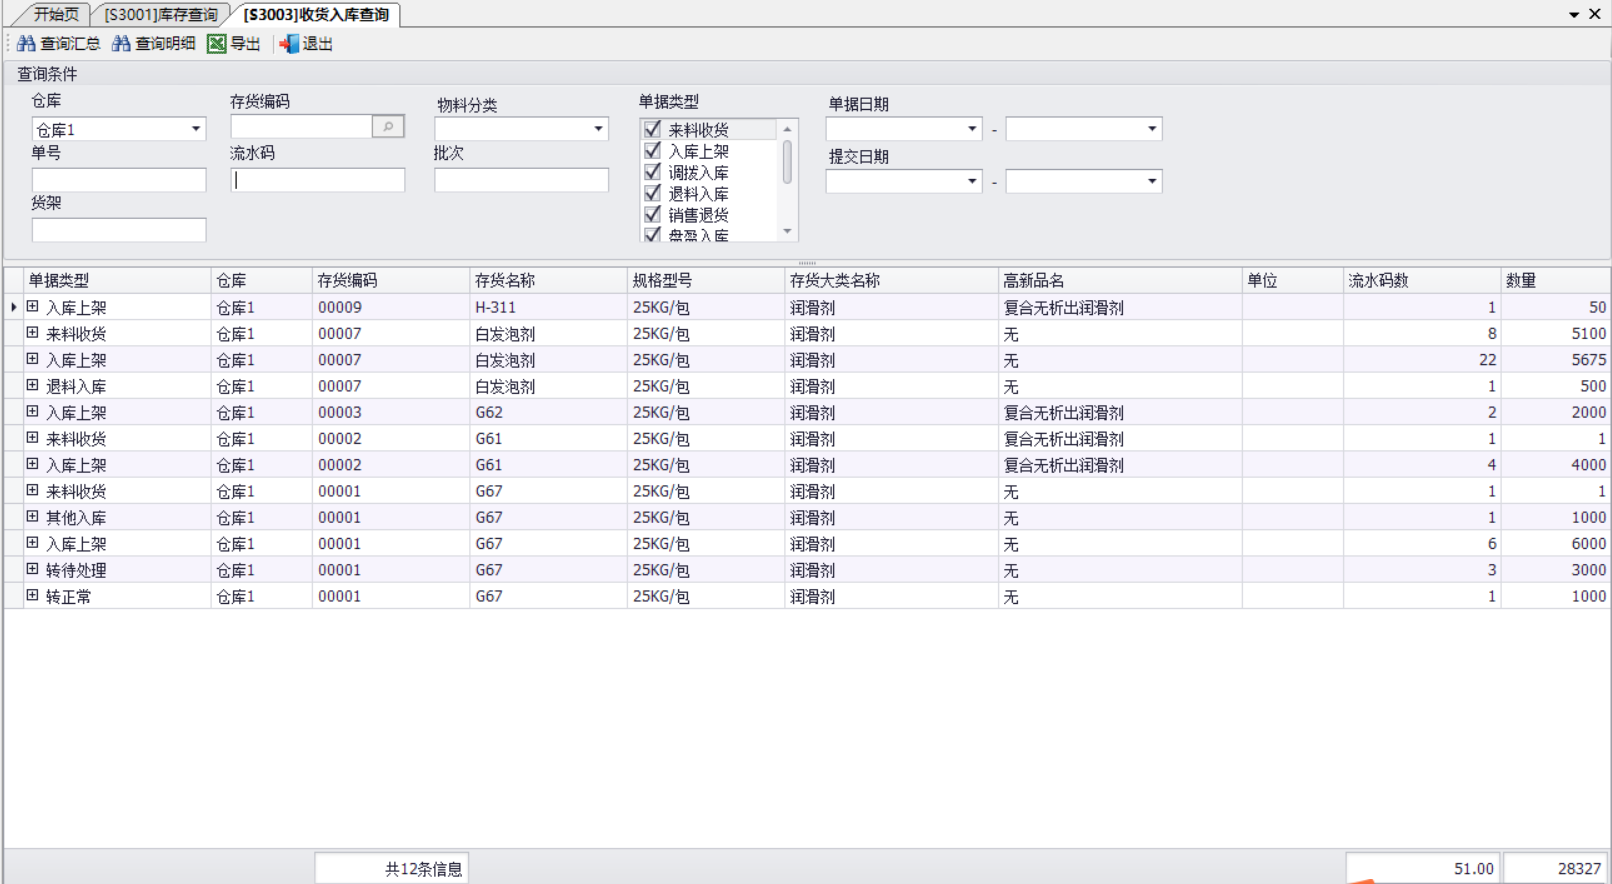 开始页 [S3001]库存查询 [S3003]收货入库查询
查询汇总 查询明细 导出 退出
查询条件
仓库 存货编码 物料分类 单据类型 单据日期
仓库1 来料收货 -
入库上架
单号 流水码 批次 提交日期
调拨入库
退料入库 -
货架
销售退货
盘盈入库
单据类型 仓库 存货编码 存货名称 规格型号 存货大类名称 高新品名 单位 流水码数 数量
入库上架 仓库1 00009 H-311 25KG/包 润滑剂 复合无析出润滑剂 1 50
来料收货 仓库1 00007 白发泡剂 25KG/包 润滑剂 无 8 5100
入库上架 仓库1 00007 白发泡剂 25KG/包 润滑剂 无 22 5675
退料入库 仓库1 00007 白发泡剂 25KG/包 润滑剂 无 1 500
入库上架 仓库1 00003 G62 25KG/包 润滑剂 复合无析出润滑剂 2 2000
来料收货 仓库1 00002 G61 25KG/包 润滑剂 复合无析出润滑剂 1 1
入库上架 仓库1 00002 G61 25KG/包 润滑剂 复合无析出润滑剂 4 4000
来料收货 仓库1 00001 G67 25KG/包 润滑剂 无 1 1
其他入库 仓库1 00001 G67 25KG/包 润滑剂 无 1 1000
入库上架 仓库1 00001 G67 25KG/包 润滑剂 无 6 6000
转待处理 仓库1 00001 G67 25KG/包 润滑剂 无 3 3000
转正常 仓库1 00001 G67 25KG/包 润滑剂 无 1 1000
共12条信息 51.00 28327